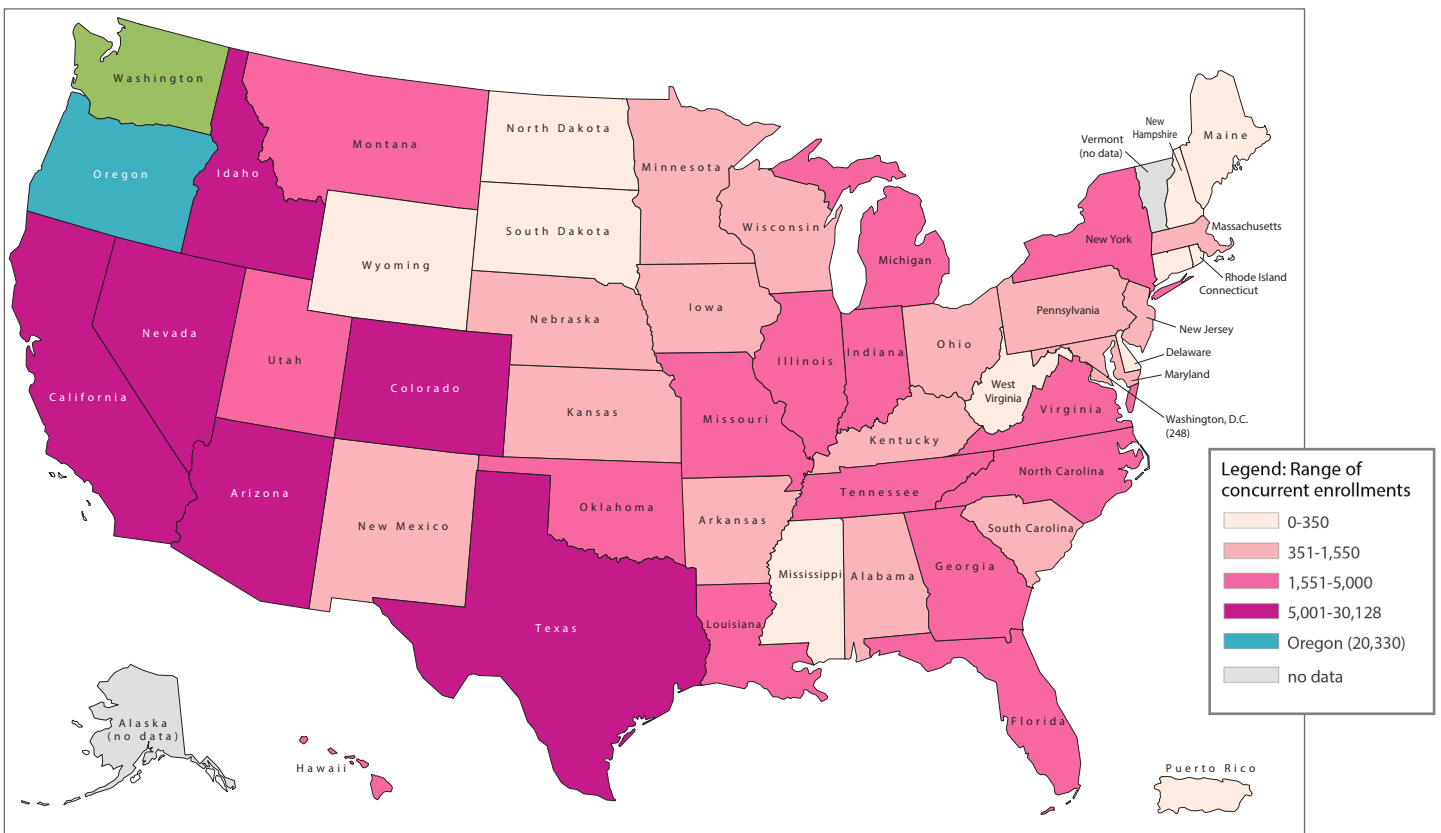 Washington
Oregon
Idaho
Montana
North Dakota
Minnesota
South Dakota
Wyoming
Wisconsin
Michigan
Vermont
(no data)
New
Hampshire
Maine
New York
Massachusetts
Rhode Island
Connecticut
Nebraska
Iowa
Pennsylvania
New Jersey
Nevada
Utah
Colorado
California
Illinois
Indiana
Ohio
Delaware
Maryland
West
Virginia
Virginia
Washington, D.C.
(248)
Kansas
Missouri
Kentucky
Arizona
New Mexico
Oklahoma
Arkansas
Tennessee
North Carolina
South Carolina
Mississippi
Alabama
Georgia
Texas
Louisiana
Florida
Alaska
(no data)
Hawaii
Puerto Rico
Legend: Range of
concurrent enrollments
0-350
351-1,550
1,551-5,000
5,001-30,128
Oregon (20,330)
no data